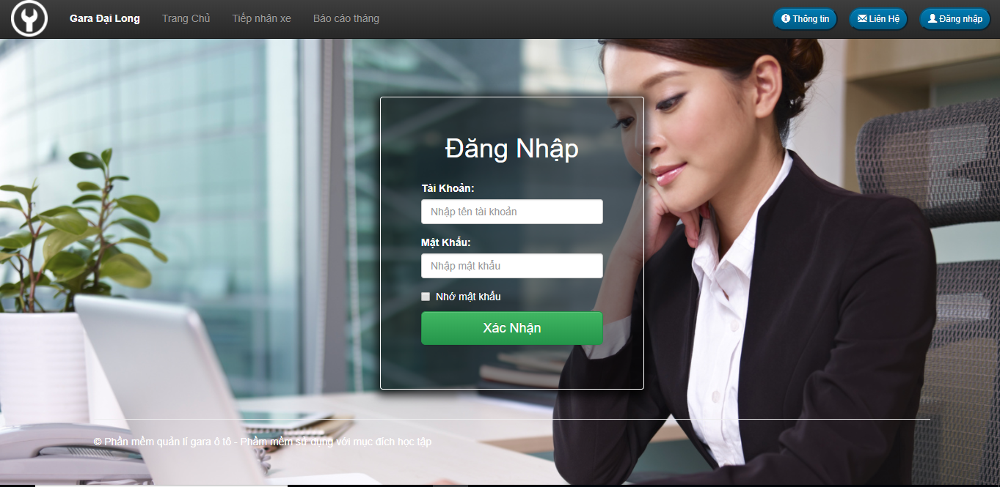 Gara Đại Long Trang Chủ Tiếp nhận xe Báo cáo tháng Thông tin Liên Hệ Đăng nhập
Đăng Nhập
Tài Khoản:
Nhập tên tài khoản
Mật Khẩu:
Nhập mật khẩu
Nhớ mật khẩu
Xác Nhận
© Phần mềm quản lí gara ô tô - Phầm mềm sử dụng với mục đích học tập